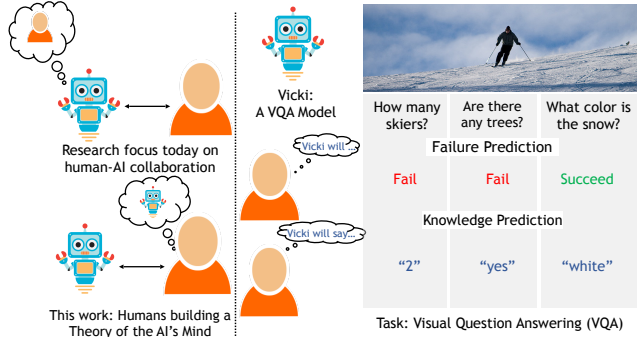 Research focus today on
human-AI collaboration
This work: Humans building a
Theory of the AI's Mind
Vicki:
A VQA Model
Vicki will ...
Vicki will say...
How many
skiers?
Are there
any trees?
What color is
the snow?
Failure Prediction
Fail
Fail
Succeed
Knowledge Prediction
“2”
“yes”
“white”
Task: Visual Question Answering (VQA)